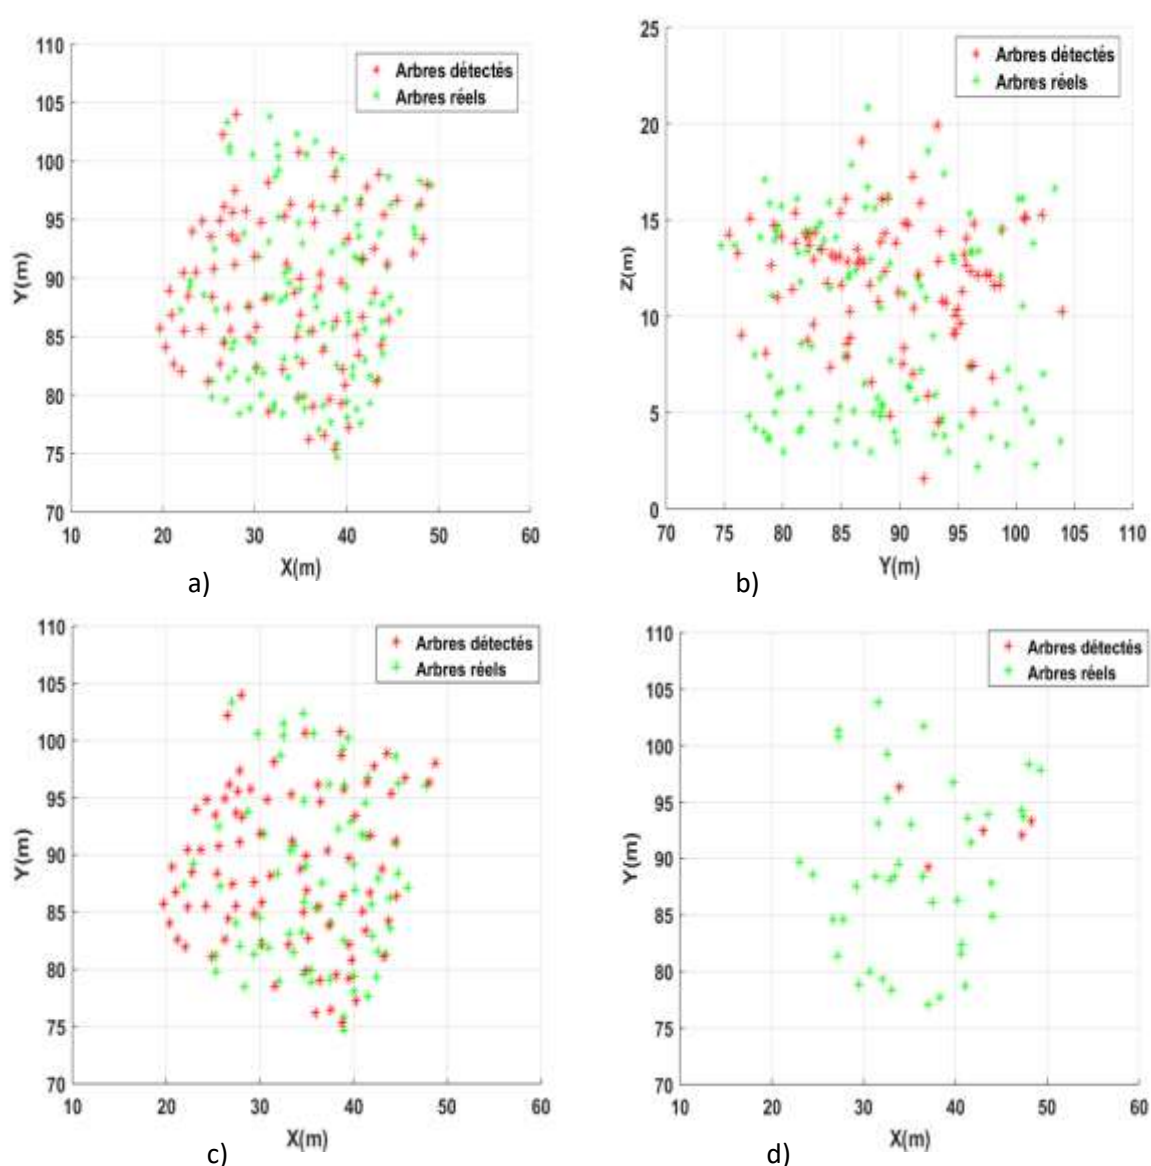 Arbres détectés
Arbres réels
110
105
100
95
90
85
80
75
70
10 20 30 40 50 60
Y(m)
X(m)
a)
Arbres détectés
Arbres réels
25
20
15
10
5
0
70 75 80 85 90 95 100 105 110
Z(m)
Y(m)
b)
Arbres détectés
Arbres réels
110
105
100
95
90
85
80
75
70
10 20 30 40 50 60
Y(m)
X(m)
c)
Arbres détectés
Arbres réels
110
105
100
95
90
85
80
75
70
10 20 30 40 50 60
Y(m)
X(m)
d)